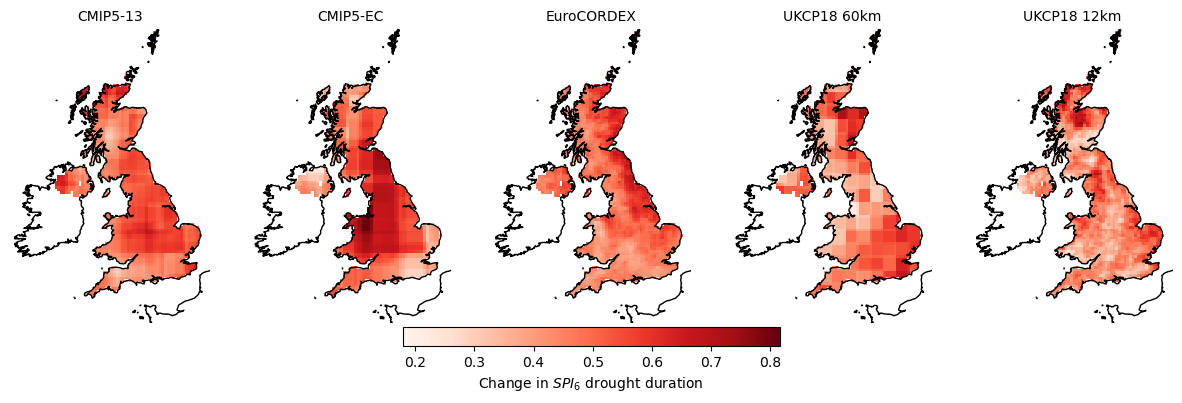 CMIP5-13 CMIP5-EC EuroCORDEX UKCP18 60km UKCP18 12km
0.2 0.3 0.4 0.5 0.6 0.7 0.8
Change in SPI₆ drought duration